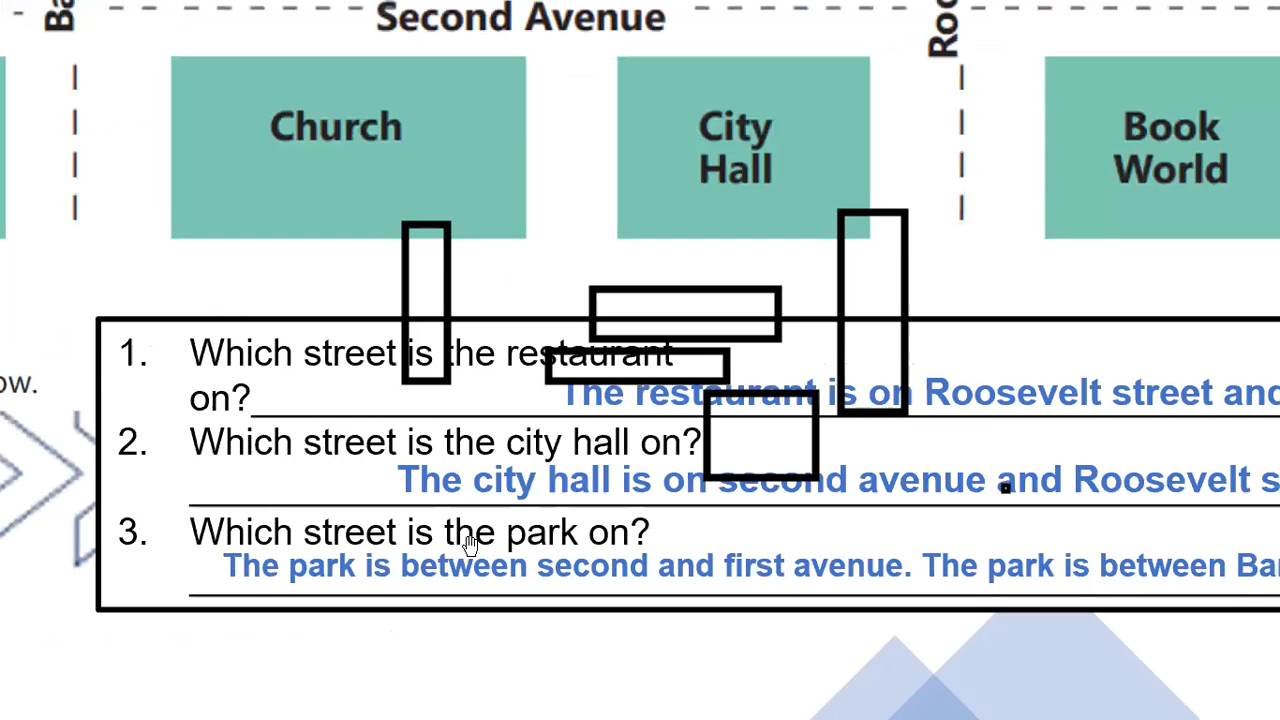 Ba
Second Avenue
Roo
Church
City
Hall
Book
World
ow.
1. Which street is the restaurant
on?
The restaurant is on Roosevelt street and
2. Which street is the city hall on?
The city hall is on second avenue and Roosevelt s
3. Which street is the park on?
The park is between second and first avenue. The park is between Bar